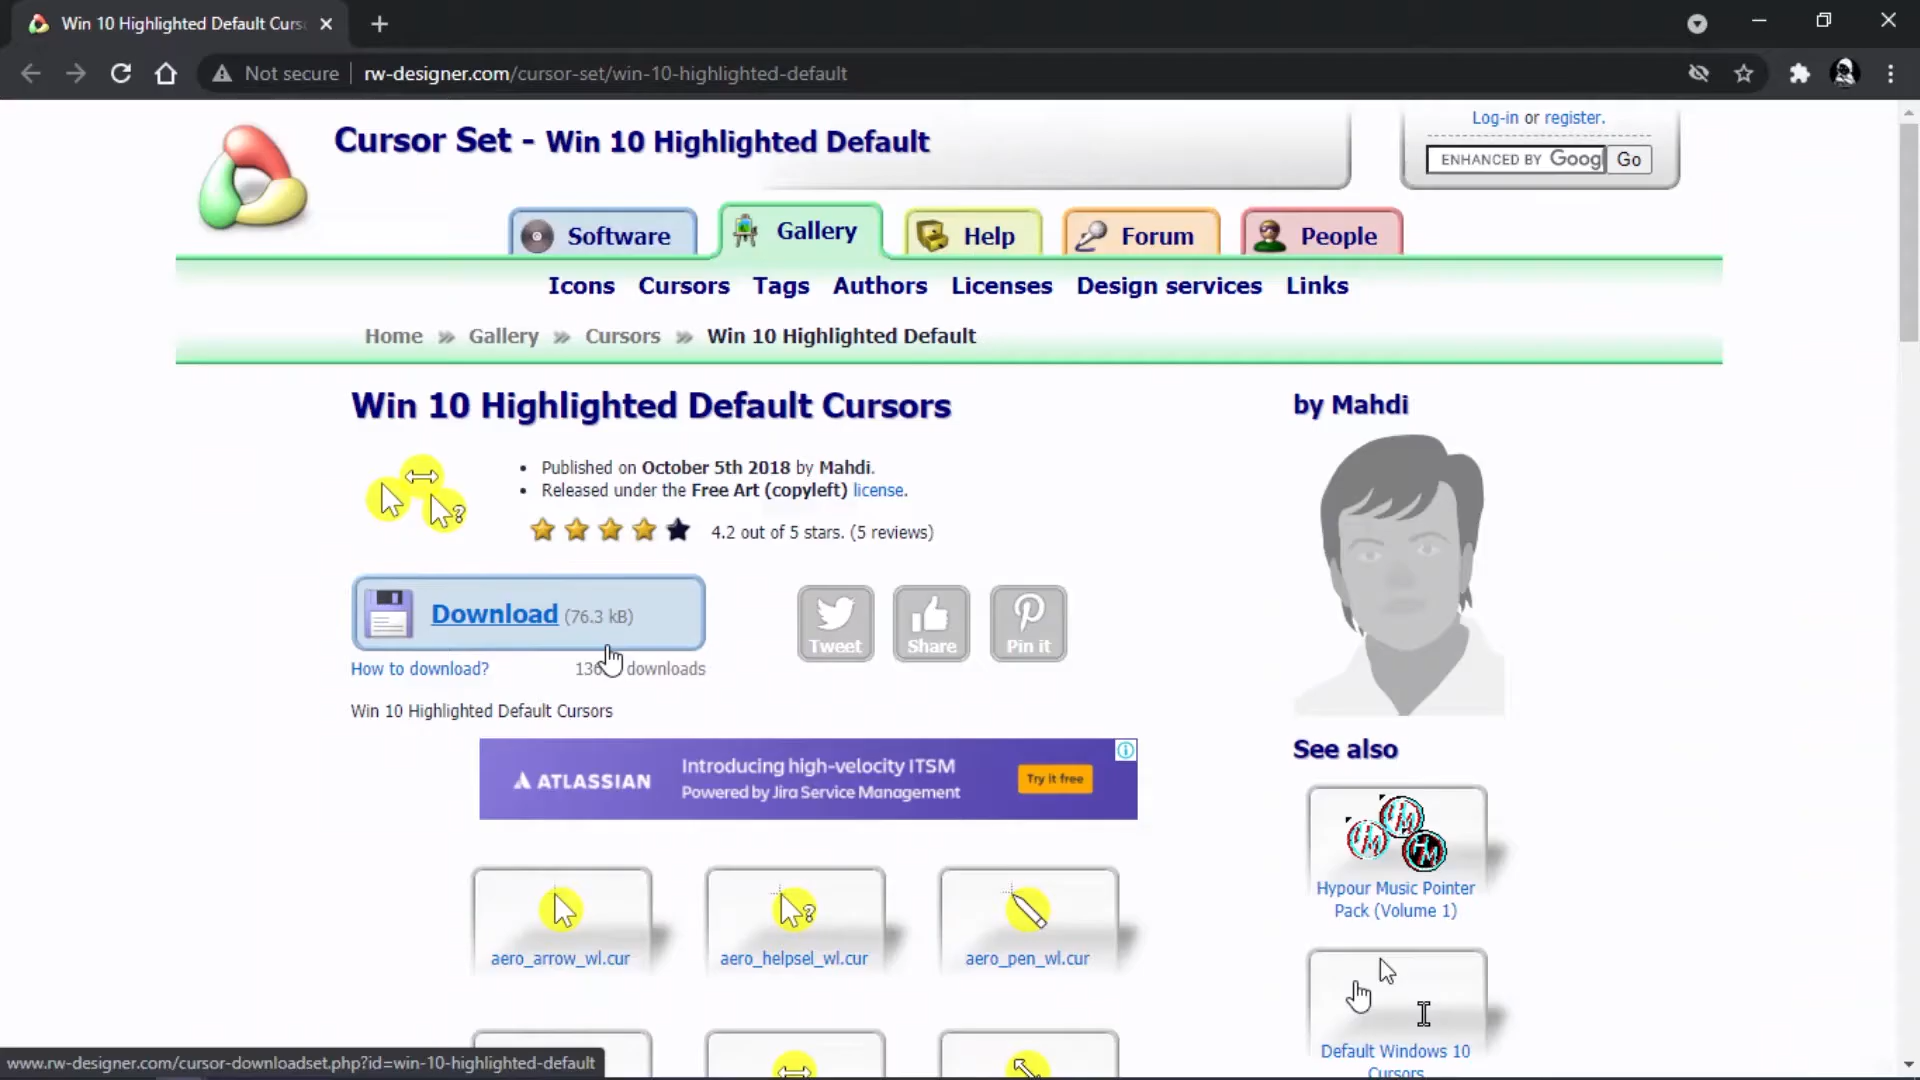 Win 10 Highlighted Default Curs
Not secure
rw-designer.com/cursor-set/win-10-highlighted-default
Cursor Set - Win 10 Highlighted Default
Log-in or register.
ENHANCED BY Goog
Go
Software
Gallery
Help
Forum
People
Icons
Cursors
Tags
Authors
Licenses
Design services
Links
Home » Gallery » Cursors » Win 10 Highlighted Default
Win 10 Highlighted Default Cursors
by Mahdi
• Published on October 5th 2018 by Mahdi.
• Released under the Free Art (copyleft) license.
4.2 out of 5 stars. (5 reviews)
Download (76.3 kB)
Tweet
Share
Pin it
How to download?
downloads
Win 10 Highlighted Default Cursors
ATLASSIAN
Introducing high-velocity ITSM
Powered by Jira Service Management
Try it free
See also
HM
HM
HM
Hypour Music Pointer
Pack (Volume 1)
aero_arrow_wl.cur
aero_helpsel_wl.cur
aero_pen_wl.cur
Default Windows 10
Cursors
www.rw-designer.com/cursor-downloadset.php?id=win-10-highlighted-default